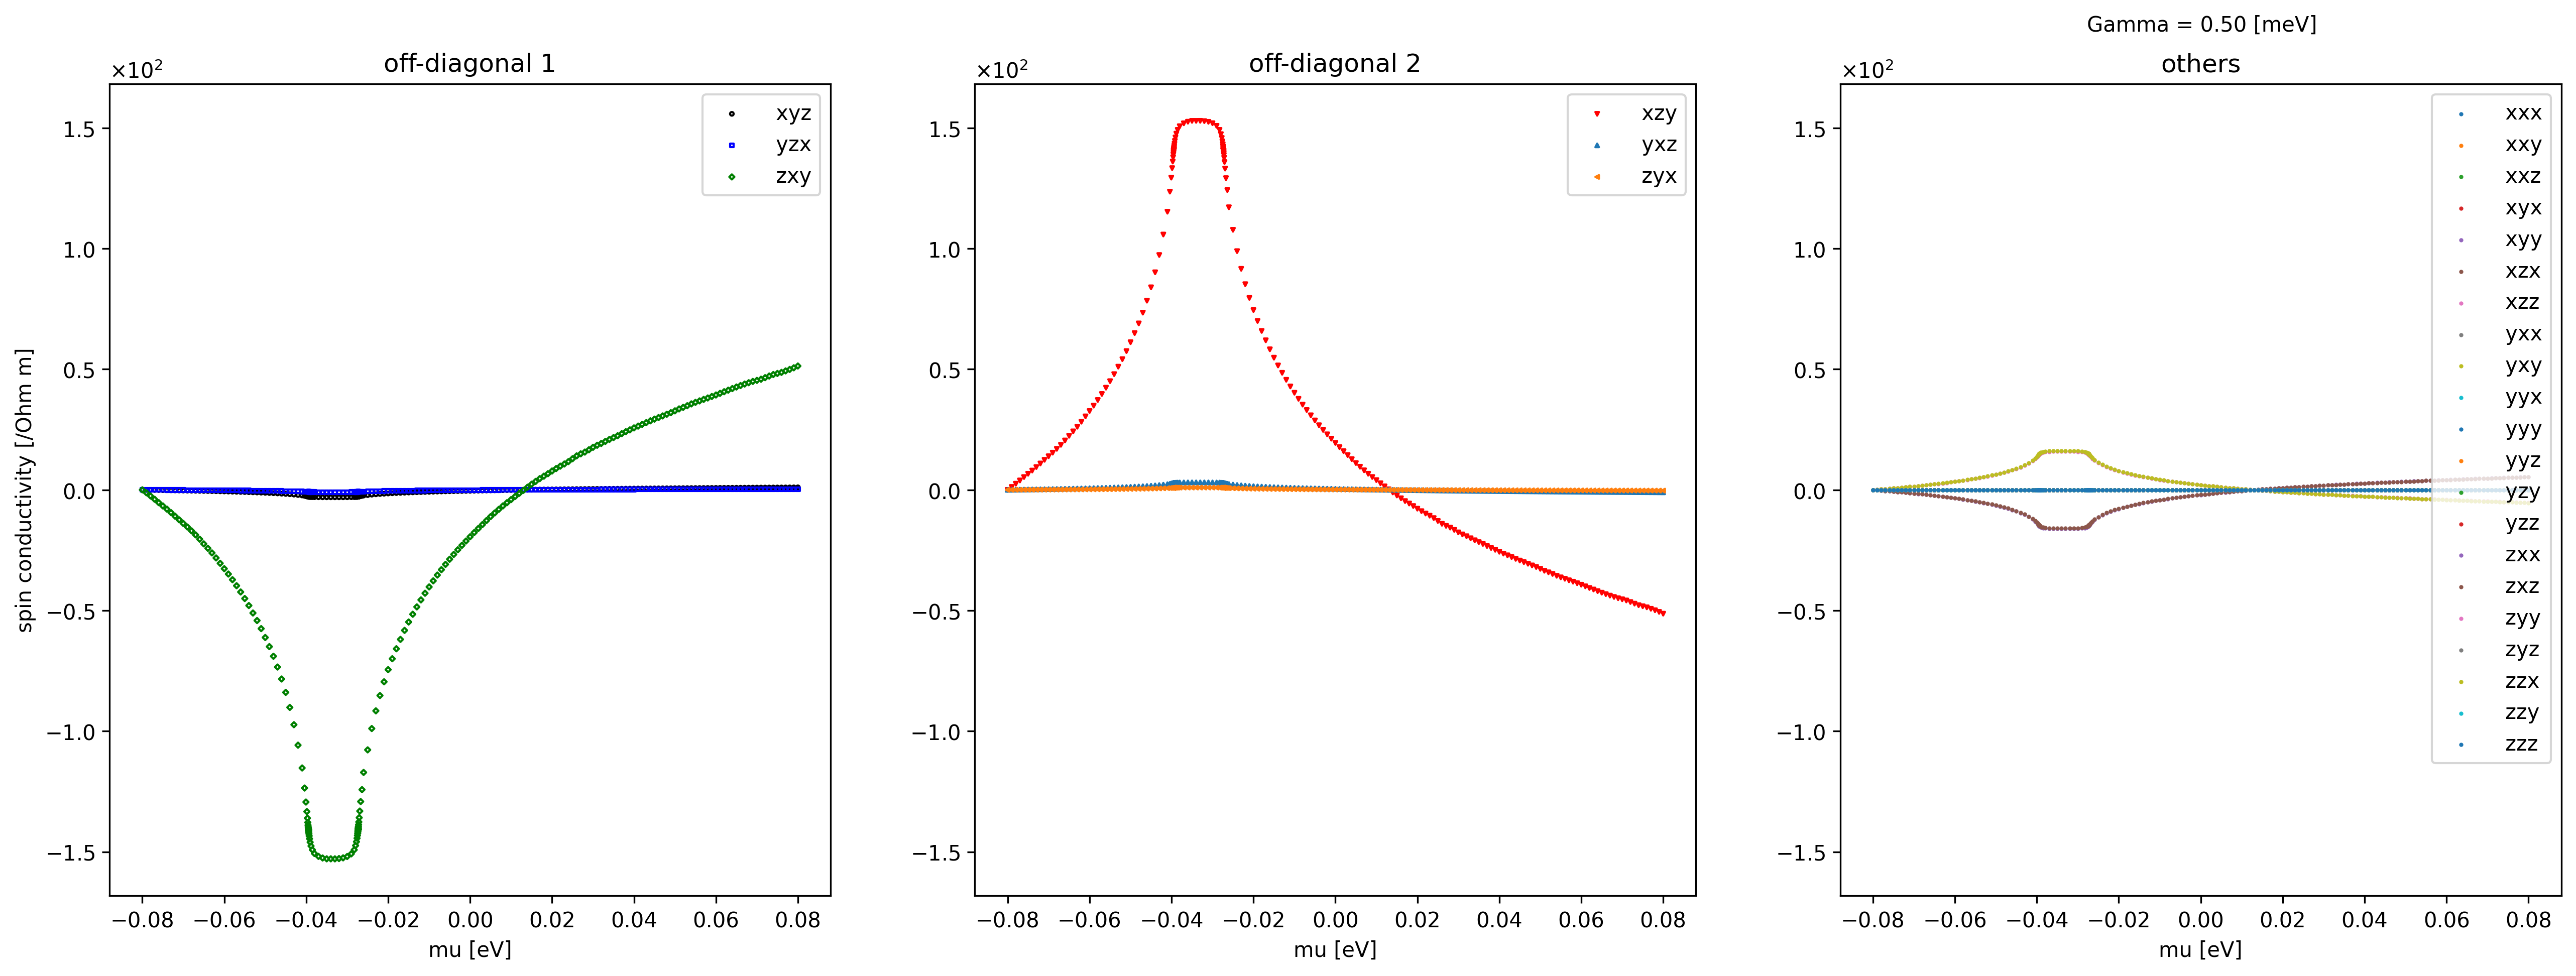 Gamma = 0.50 [meV]
off-diagonal 1
×10²
1.5
1.0
0.5
0.0
−0.5
−1.0
−1.5
spin conductivity [/Ohm m]
−0.08 −0.06 −0.04 −0.02 0.00 0.02 0.04 0.06 0.08
mu [eV]
xyz
yzx
zxy
off-diagonal 2
×10²
1.5
1.0
0.5
0.0
−0.5
−1.0
−1.5
−0.08 −0.06 −0.04 −0.02 0.00 0.02 0.04 0.06 0.08
mu [eV]
xzy
yxz
zyx
others
×10²
1.5
1.0
0.5
0.0
−0.5
−1.0
−1.5
−0.08 −0.06 −0.04 −0.02 0.00 0.02 0.04 0.06 0.08
mu [eV]
xxx
xxy
xxz
xyx
xyy
xzx
xzz
yxx
yxy
yyx
yyy
yyz
yzy
yzz
zxx
zxz
zyy
zyz
zzx
zzy
zzz